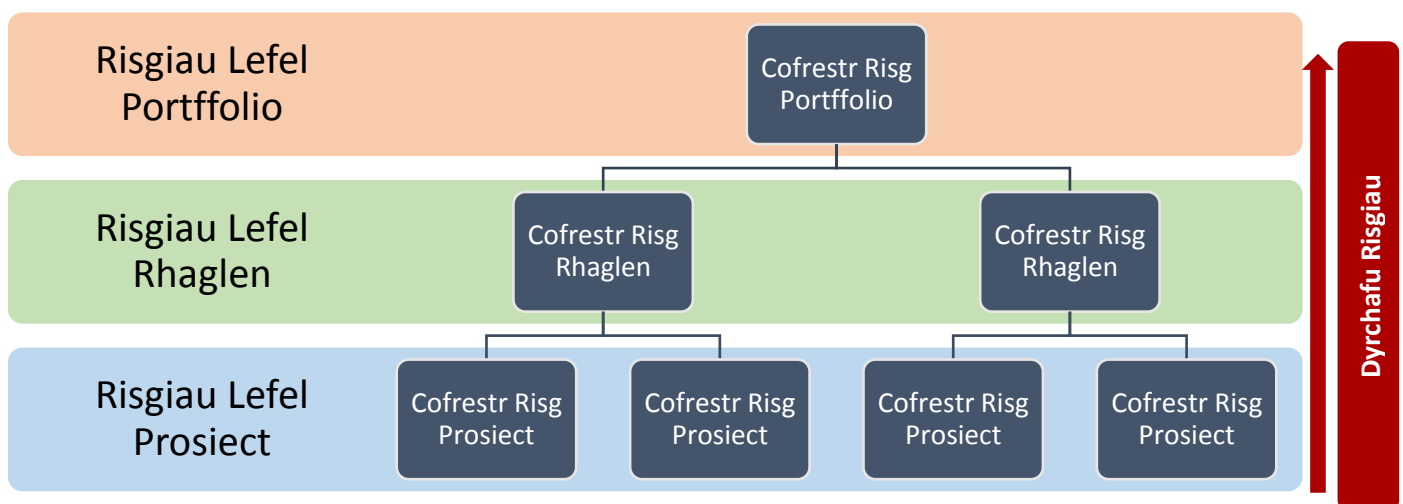 Risgiau Lefel
Portffolio
Cofrestr Risg
Portffolio
Risgiau Lefel
Rhaglen
Cofrestr Risg
Rhaglen
Cofrestr Risg
Rhaglen
Risgiau Lefel
Prosiect
Cofrestr Risg
Prosiect
Cofrestr Risg
Prosiect
Cofrestr Risg
Prosiect
Cofrestr Risg
Prosiect
Dyrchafu Risgiau